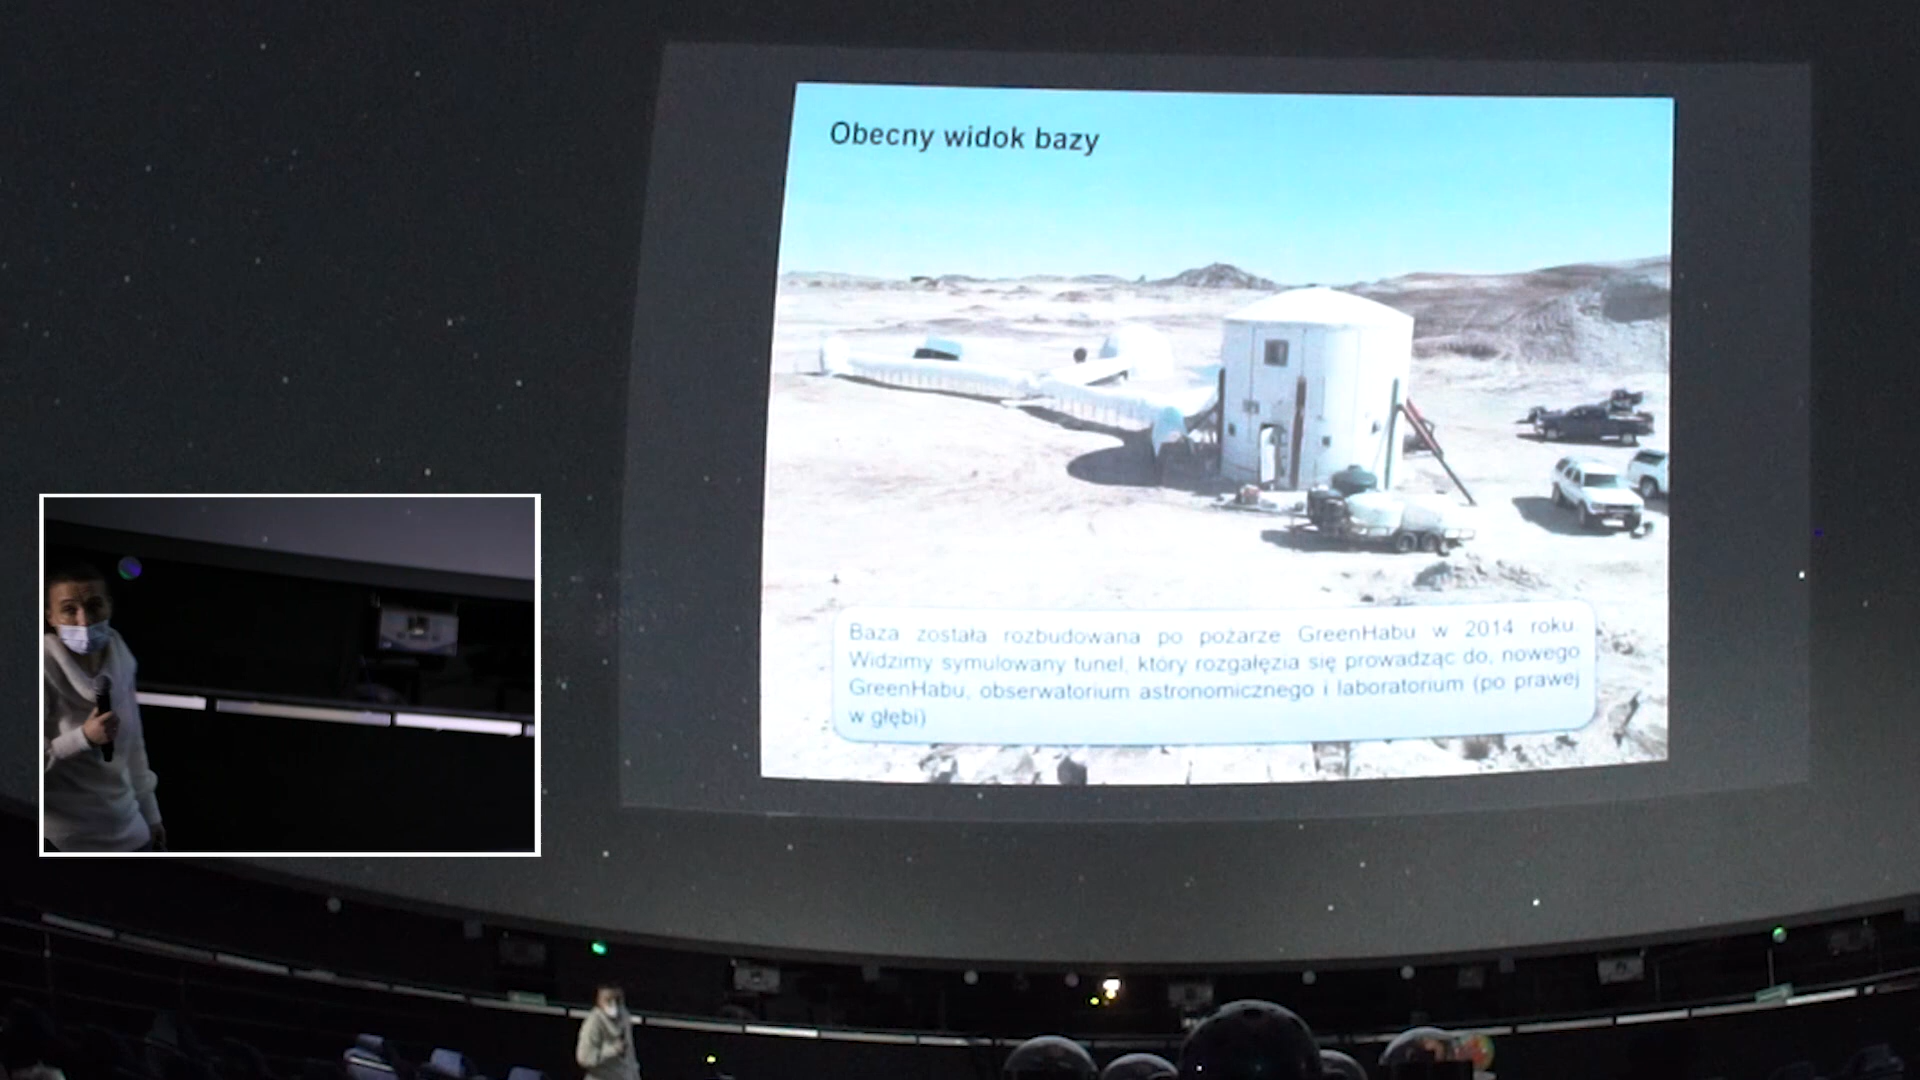 Obecny widok bazy
Baza została rozbudowana po pożarze GreenHabu w 2014 roku.
Widzimy symulowany tunel, który rozgałęzia się prowadząc do, nowego
GreenHabu, obserwatorium astronomicznego i laboratorium (po prawej
w głębi)